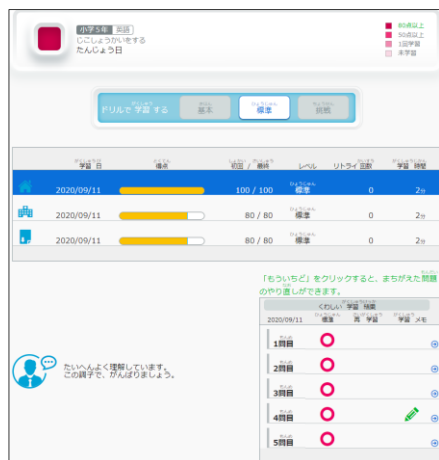 小学5年 英語
じこしょうかいをする
たんじょう日
80点以上
50点以上
1回学習
未学習
ドリルで 学習 する
基本
標準
挑戦
学習 日 得点 初回 / 最終 レベル リトライ 回数 学習 時間
2020/09/11 100 / 100 標準 0 2分
2020/09/11 80 / 80 標準 0 2分
2020/09/11 80 / 80 標準 0 2分
「もういちど」をクリックすると、まちがえた問題
のやり直しができます。
くわしい 学習 結果
2020/09/11 標準 再 学習 学習 メモ
1問目
2問目
3問目
4問目
5問目
たいへんよく理解しています。
この調子で、がんばりましょう。